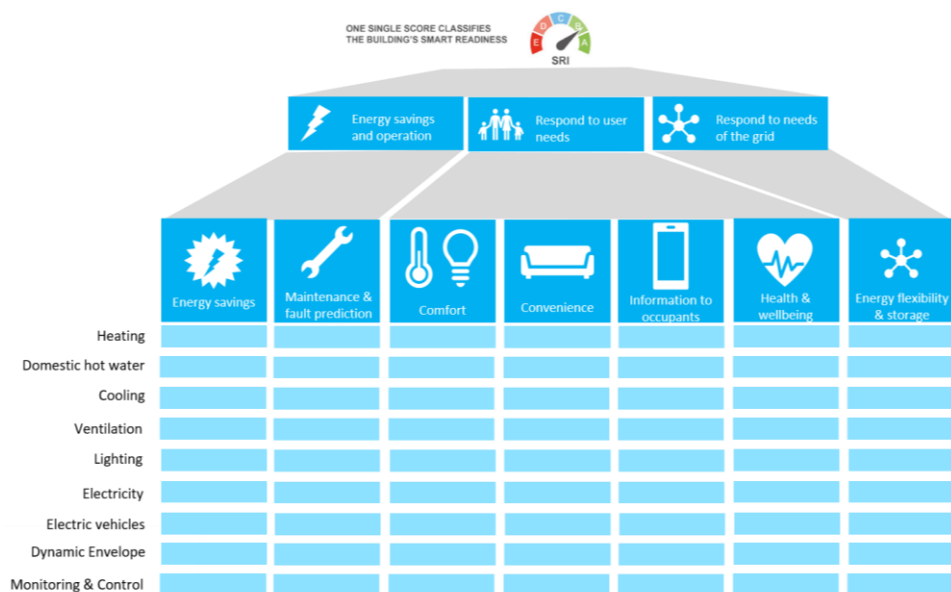 ONE SINGLE SCORE CLASSIFIES
THE BUILDING'S SMART READINESS
E D C B A
SRI
Energy savings
and operation
Respond to user
needs
Respond to needs
of the grid
Energy savings
Maintenance &
fault prediction
Comfort
Convenience
Information to
occupants
Health &
wellbeing
Energy flexibility
& storage
Heating
Domestic hot water
Cooling
Ventilation
Lighting
Electricity
Electric vehicles
Dynamic Envelope
Monitoring & Control